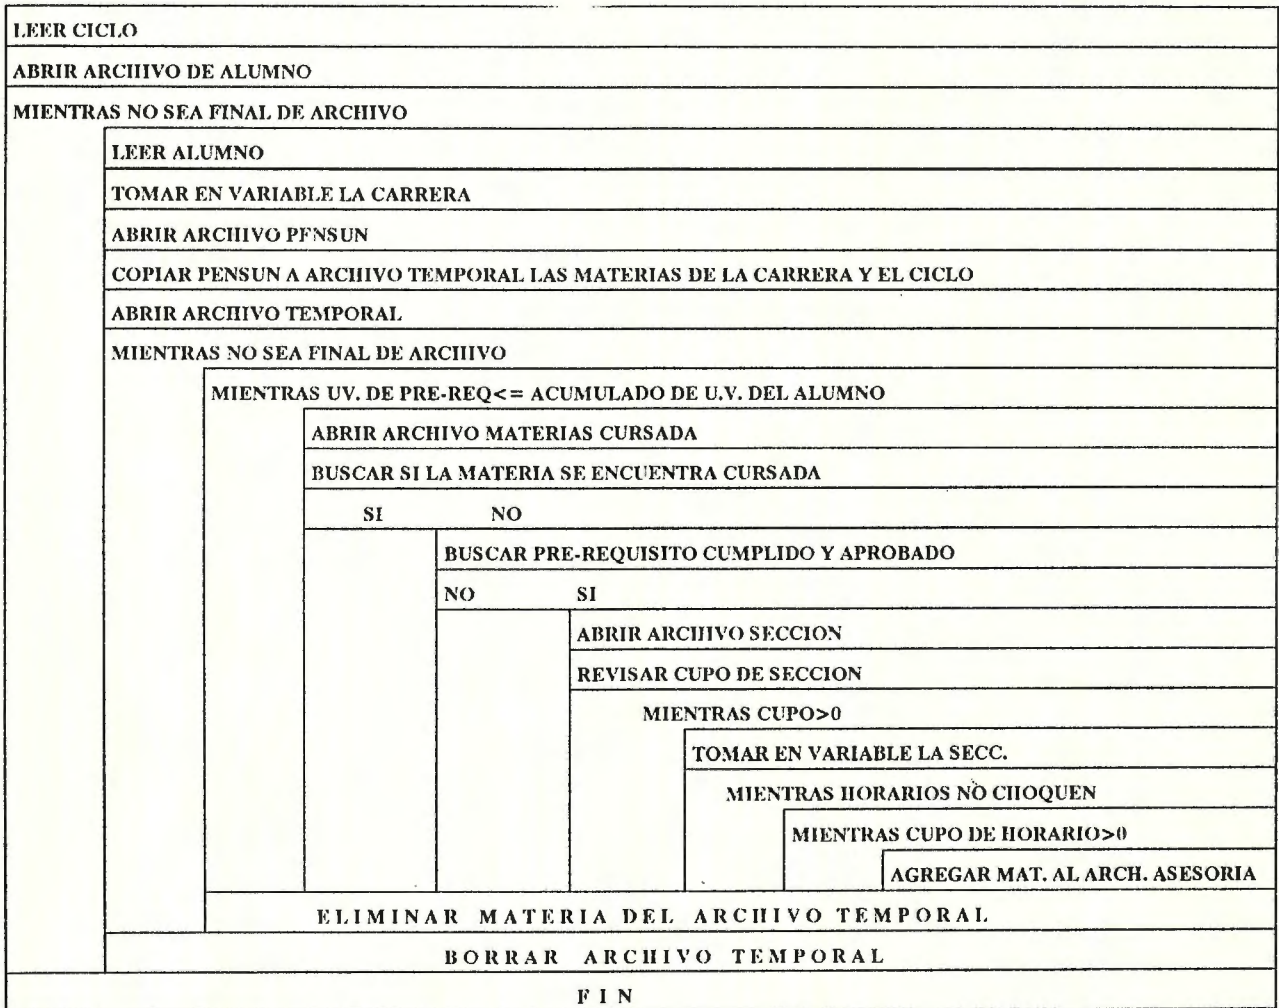 LEER CICLO
ABRIR ARCHIVO DE ALUMNO
MIENTRAS NO SEA FINAL DE ARCHIVO
LEER ALUMNO
TOMAR EN VARIABLE LA CARRERA
ABRIR ARCHIVO PENSUN
COPIAR PENSUN A ARCHIVO TEMPORAL LAS MATERIAS DE LA CARRERA Y EL CICLO
ABRIR ARCHIVO TEMPORAL
MIENTRAS NO SEA FINAL DE ARCHIVO
MIENTRAS UV. DE PRE-REQ<= ACUMULADO DE U.V. DEL ALUMNO
ABRIR ARCHIVO MATERIAS CURSADA
BUSCAR SI LA MATERIA SE ENCUENTRA CURSADA
SI NO
BUSCAR PRE-REQUISITO CUMPLIDO Y APROBADO
NO SI
ABRIR ARCHIVO SECCION
REVISAR CUPO DE SECCION
MIENTRAS CUPO>0
TOMAR EN VARIABLE LA SECC.
MIENTRAS HORARIOS NO CHOQUEN
MIENTRAS CUPO DE HORARIO>0
AGREGAR MAT. AL ARCH. ASESORIA
ELIMINAR MATERIA DEL ARCHIVO TEMPORAL
BORRAR ARCHIVO TEMPORAL
FIN